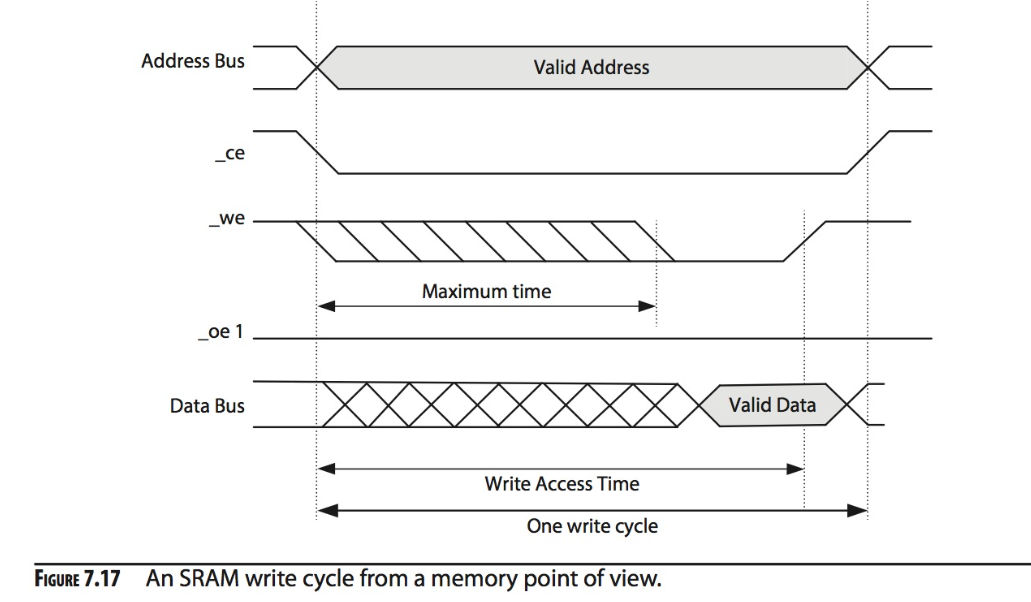 Address Bus
Valid Address
_ce
_we
Maximum time
_oe 1
Data Bus
Valid Data
Write Access Time
One write cycle
FIGURE 7.17 An SRAM write cycle from a memory point of view.